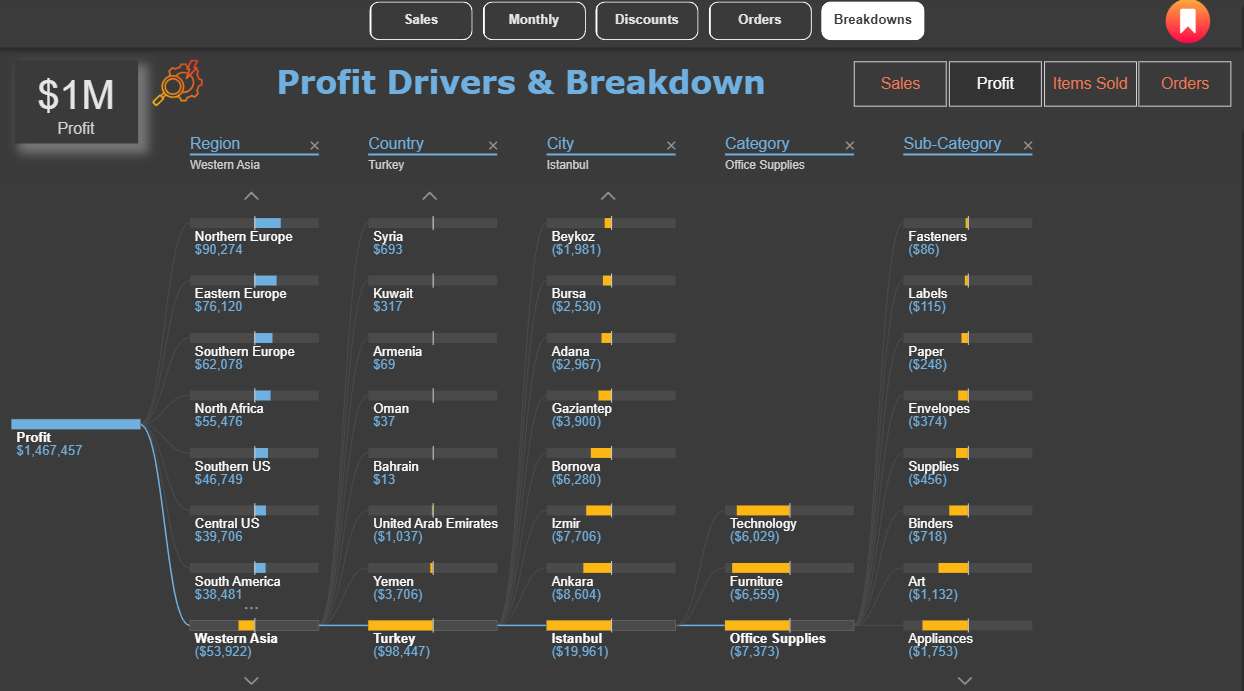 Sales
Monthly
Discounts
Orders
Breakdowns
$1M
Profit
Profit Drivers & Breakdown
Sales
Profit
Items Sold
Orders
Region
Western Asia
Country
Turkey
City
Istanbul
Category
Office Supplies
Sub-Category
Profit
$1,467,457
Northern Europe
$90,274
Eastern Europe
$76,120
Southern Europe
$62,078
North Africa
$55,476
Southern US
$46,749
Central US
$39,706
South America
$38,481
...
Western Asia
($53,922)
Syria
$693
Kuwait
$317
Armenia
$69
Oman
$37
Bahrain
$13
United Arab Emirates
($1,037)
Yemen
($3,706)
Turkey
($98,447)
Beykoz
($1,981)
Bursa
($2,530)
Adana
($2,967)
Gaziantep
($3,900)
Bornova
($6,280)
Izmir
($7,706)
Ankara
($8,604)
Istanbul
($19,961)
Technology
($6,029)
Furniture
($6,559)
Office Supplies
($7,373)
Fasteners
($86)
Labels
($115)
Paper
($248)
Envelopes
($374)
Supplies
($456)
Binders
($718)
Art
($1,132)
Appliances
($1,753)